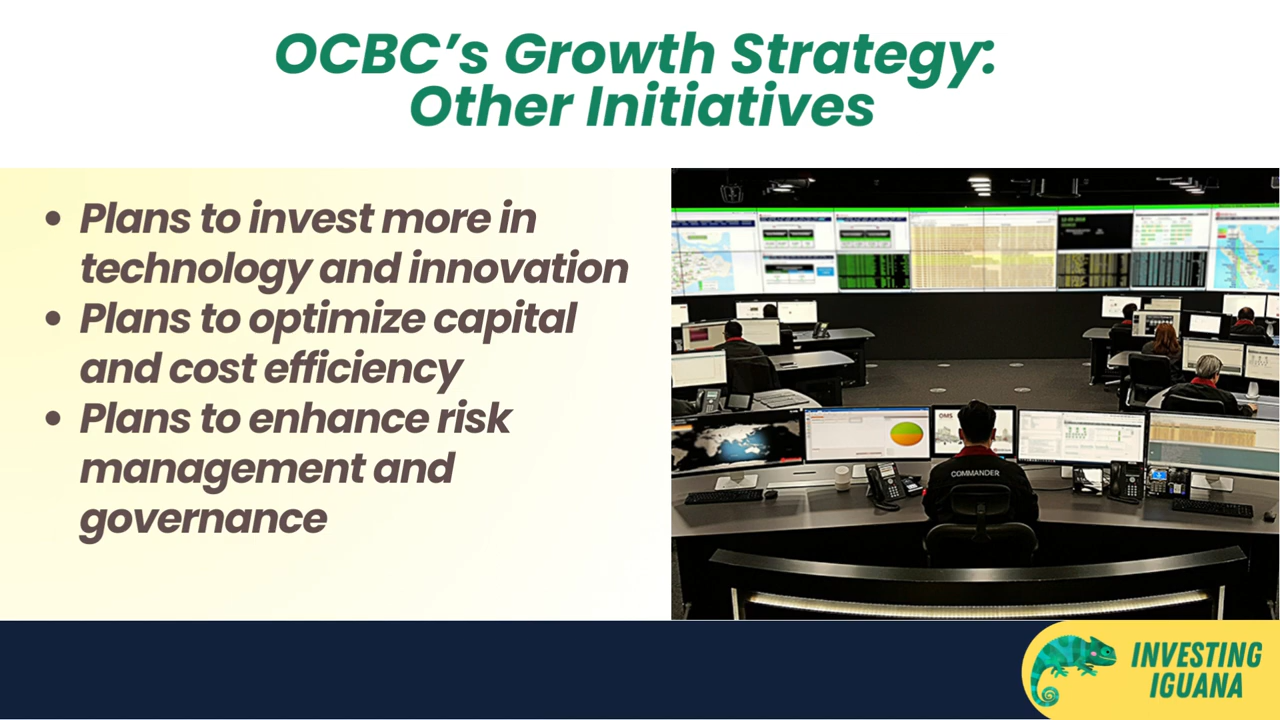 OCBC’s Growth Strategy:
Other Initiatives
• Plans to invest more in
technology and innovation
• Plans to optimize capital
and cost efficiency
• Plans to enhance risk
management and
governance
COMMANDER
INVESTING
IGUANA